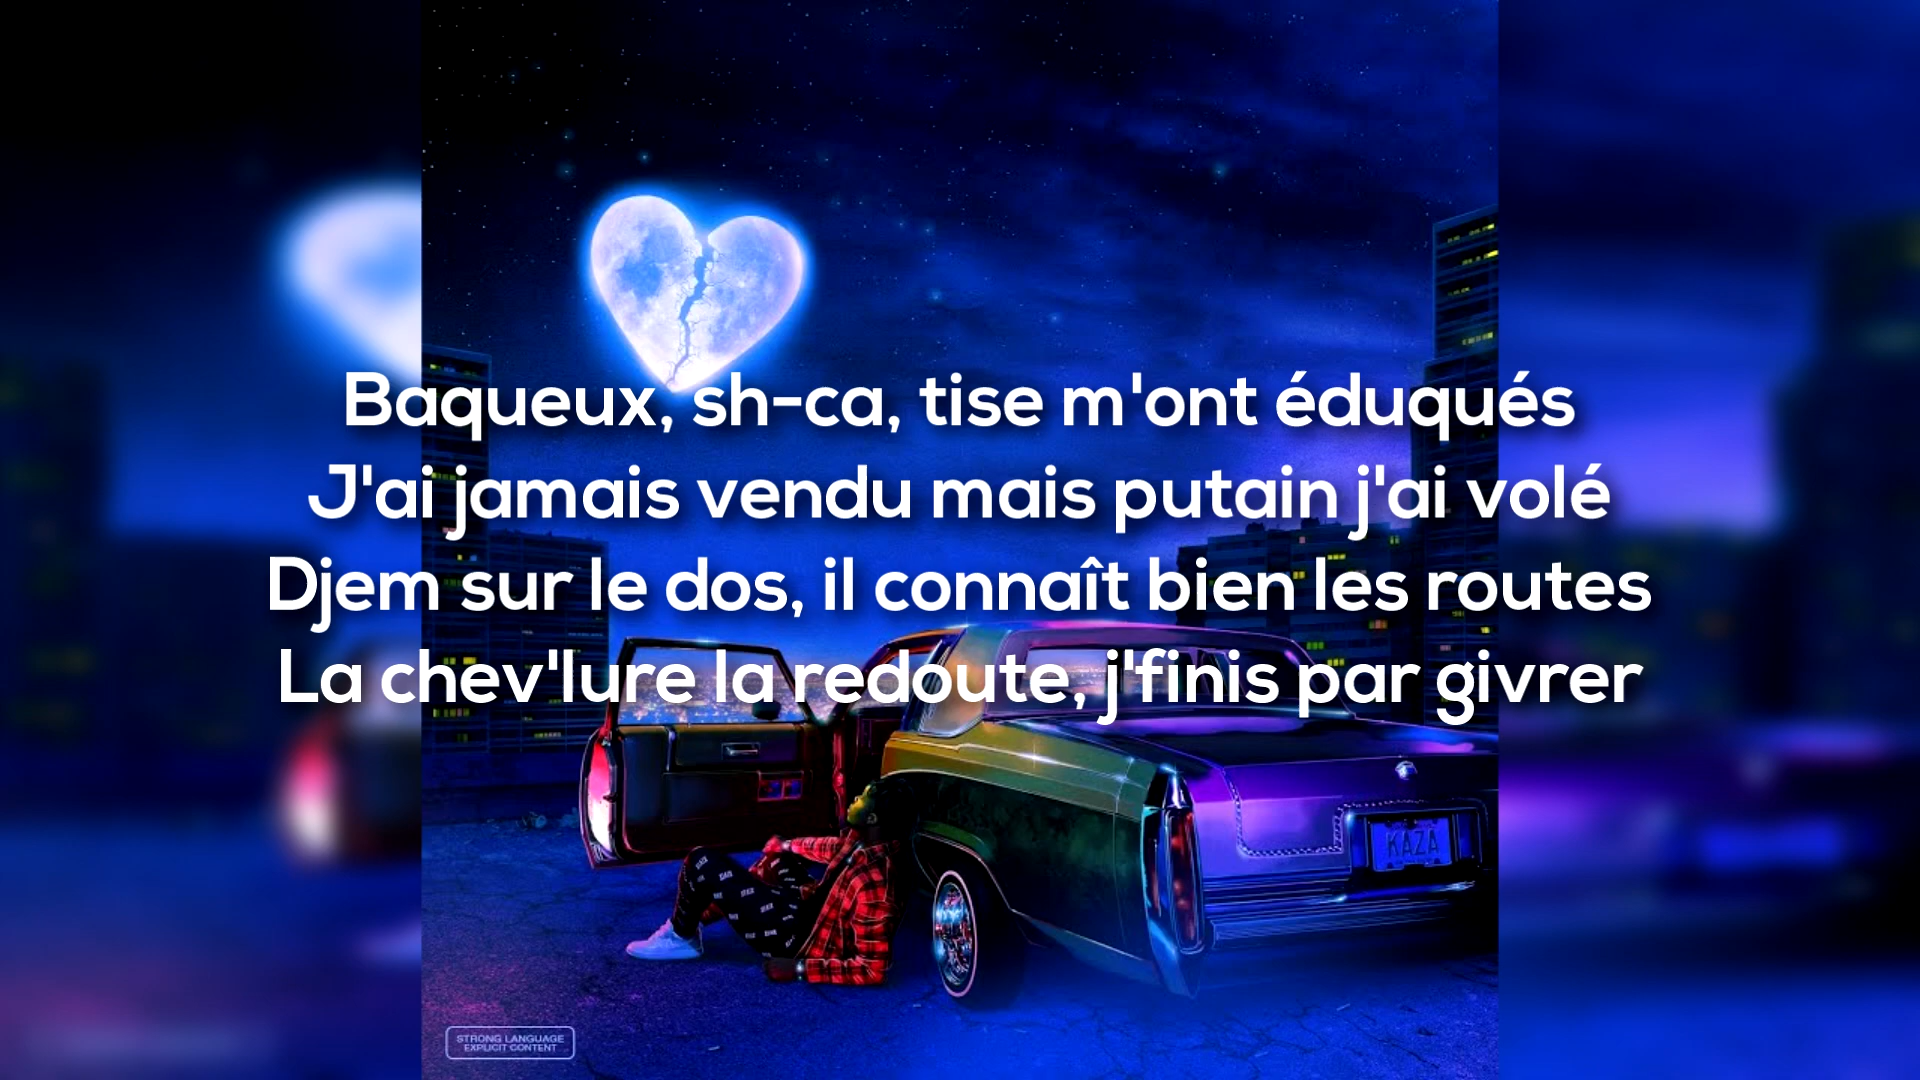 Baqueux, sh-ca, tise m'ont éduqués
J'ai jamais vendu mais putain j'ai volé
Djem sur le dos, il connaît bien les routes
La chev'lure la redoute, j'finis par givrer
KAZA
STRONG LANGUAGE
EXPLICIT CONTENT